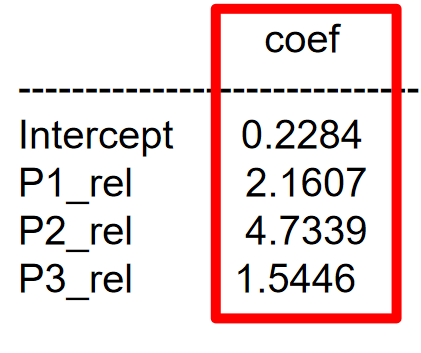 coef
------------------------------
Intercept 0.2284
P1_rel 2.1607
P2_rel 4.7339
P3_rel 1.5446